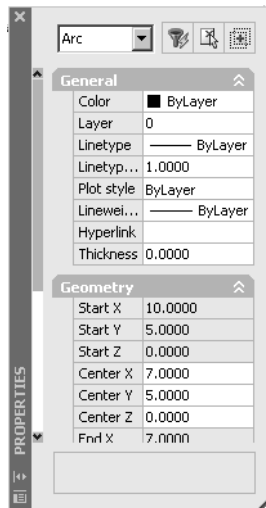 Arc
General
Color ByLayer
Layer 0
Linetype ByLayer
Linetyp... 1.0000
Plot style ByLayer
Linewei... ByLayer
Hyperlink
Thickness 0.0000
Geometry
Start X 10.0000
Start Y 5.0000
Start Z 0.0000
Center X 7.0000
Center Y 5.0000
Center Z 0.0000
End X 7.0000
PROPERTIES